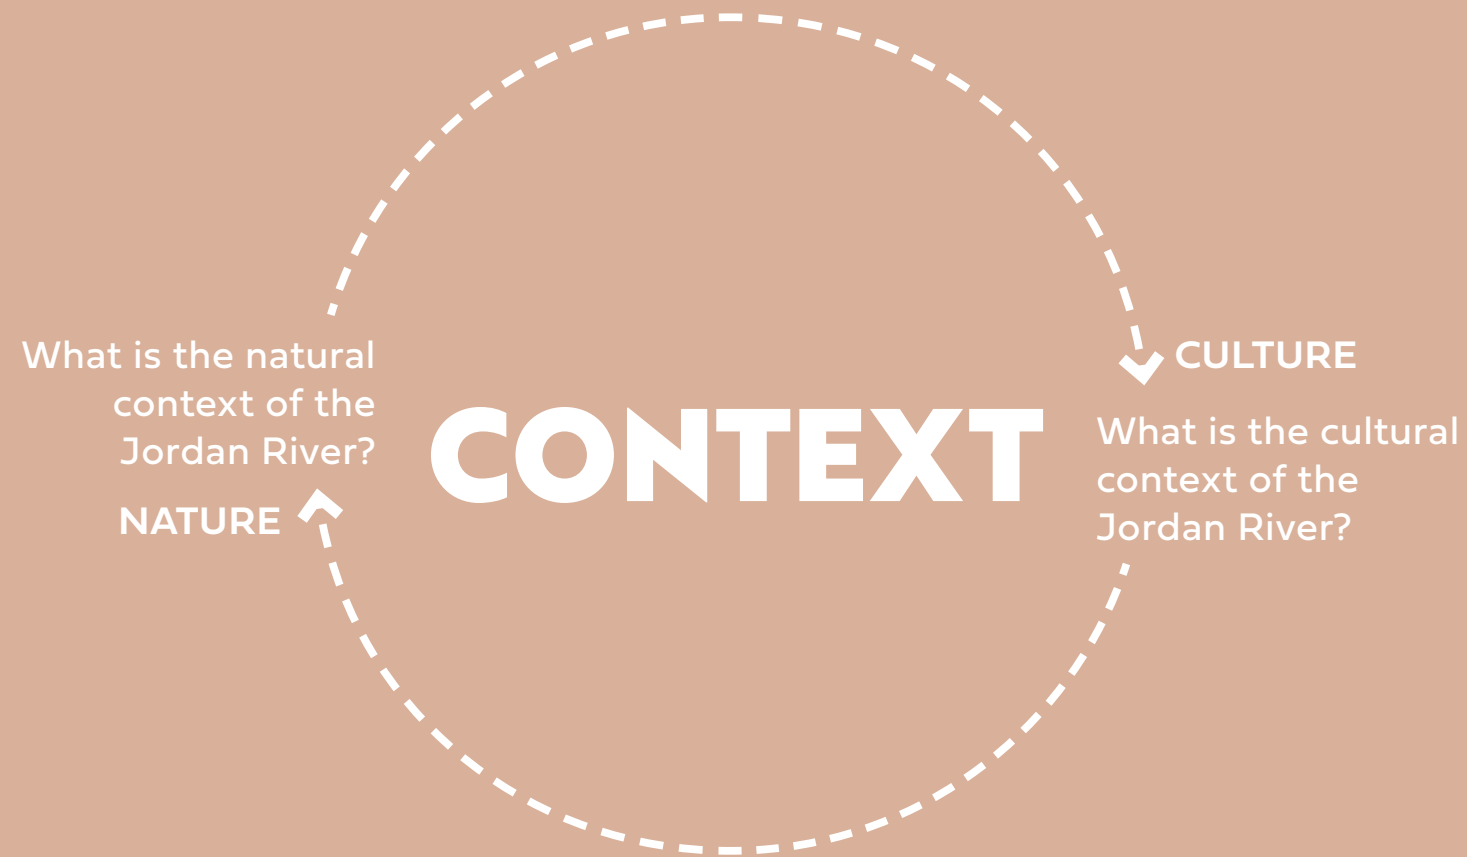 What is the natural
context of the
Jordan River?
NATURE
CONTEXT
CULTURE
What is the cultural
context of the
Jordan River?